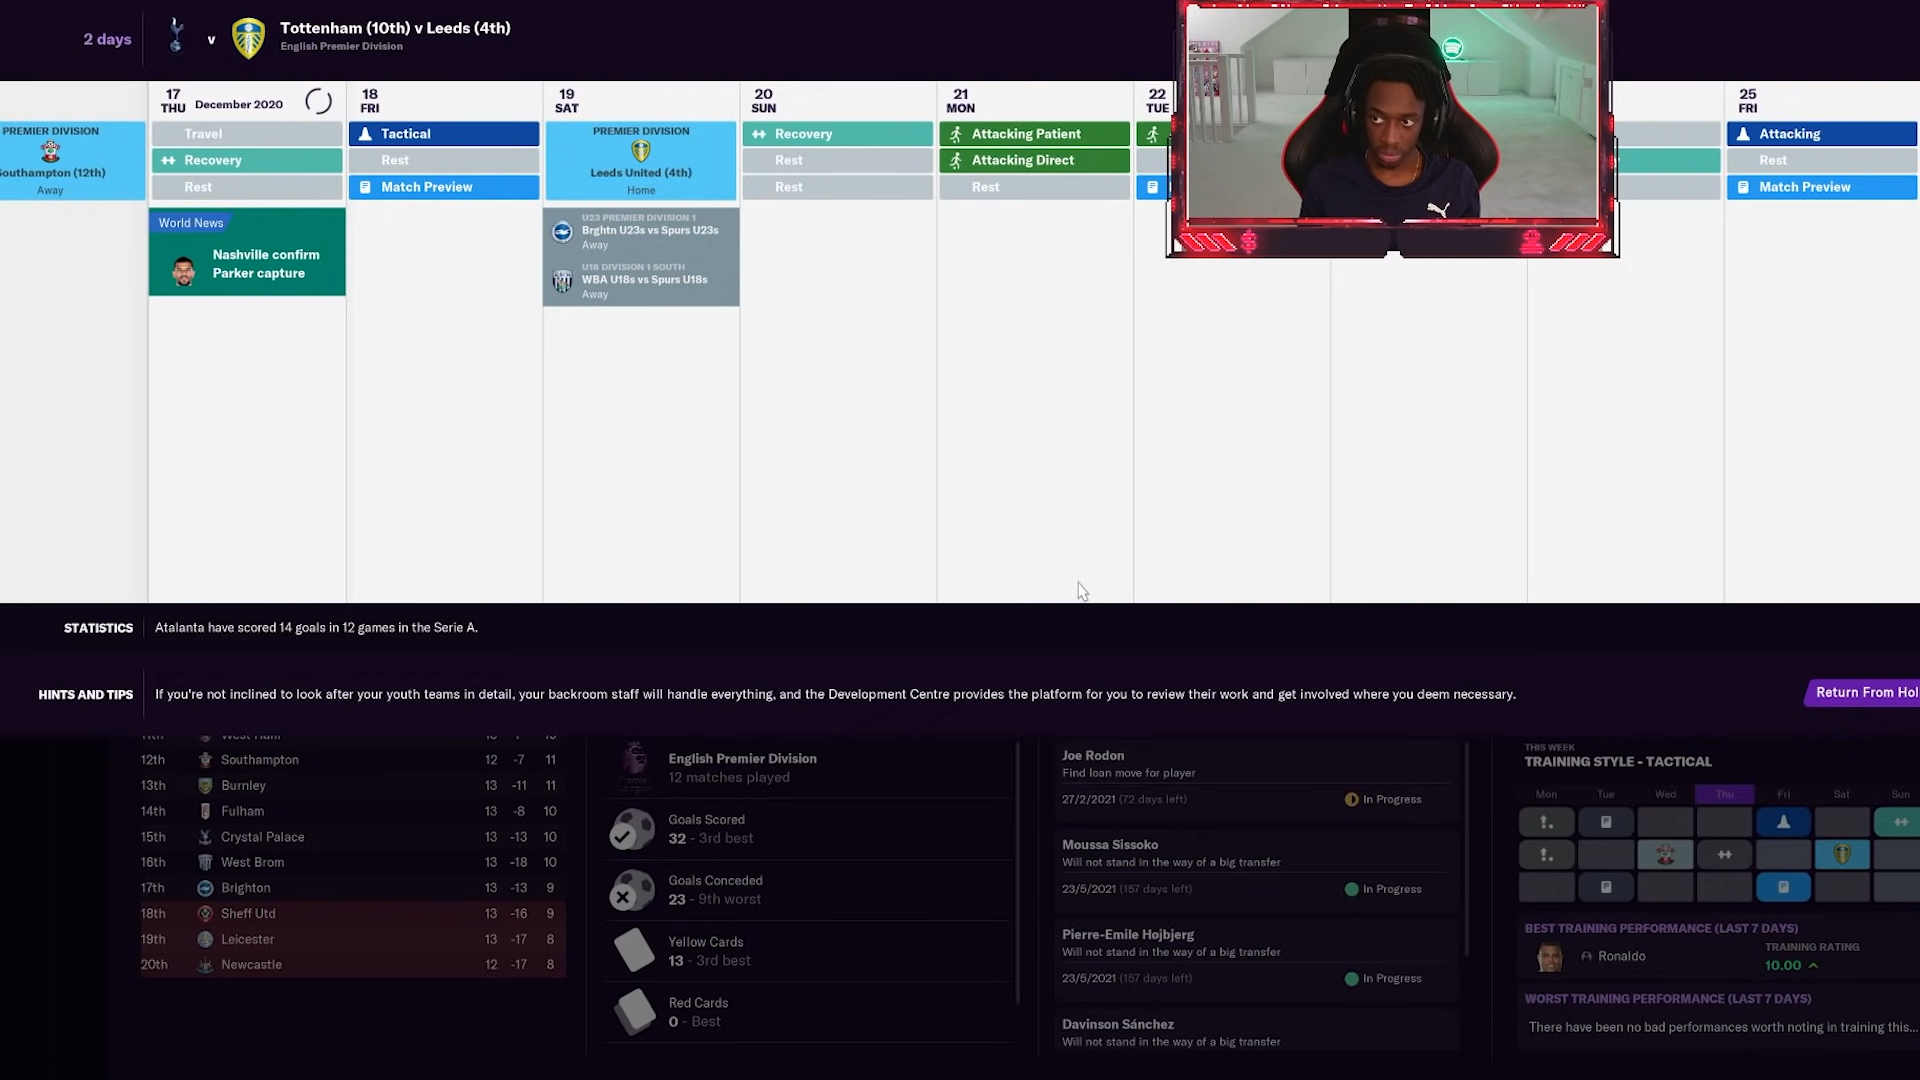 2 days
v
Tottenham (10th) v Leeds (4th)
English Premier Division
17
THU
December 2020
18
FRI
19
SAT
20
SUN
21
MON
22
TUE
25
FRI
PREMIER DIVISION
Southampton (12th)
Away
Travel
Recovery
Rest
Tactical
Rest
Match Preview
PREMIER DIVISION
Leeds United (4th)
Home
Recovery
Rest
Rest
Attacking Patient
Attacking Direct
Rest
Attacking
Rest
Match Preview
World News
Nashville confirm
Parker capture
U23 PREMIER DIVISION 1
Brghtn U23s vs Spurs U23s
Away
U18 DIVISION 1 SOUTH
WBA U18s vs Spurs U18s
Away
STATISTICS
Atalanta have scored 14 goals in 12 games in the Serie A.
HINTS AND TIPS
If you're not inclined to look after your youth teams in detail, your backroom staff will handle everything, and the Development Centre provides the platform for you to review their work and get involved where you deem necessary.
Return From Hol
12th Southampton 12 -7 11
13th Burnley 13 -11 11
14th Fulham 13 -8 10
15th Crystal Palace 13 -13 10
16th West Brom 13 -18 10
17th Brighton 13 -13 9
18th Sheff Utd 13 -16 9
19th Leicester 13 -17 8
20th Newcastle 12 -17 8
English Premier Division
12 matches played
Goals Scored
32 - 3rd best
Goals Conceded
23 - 9th worst
Yellow Cards
13 - 3rd best
Red Cards
0 - Best
Joe Rodon
Find loan move for player
27/2/2021 (72 days left) In Progress
Moussa Sissoko
Will not stand in the way of a big transfer
23/5/2021 (157 days left) In Progress
Pierre-Emile Højbjerg
Will not stand in the way of a big transfer
23/5/2021 (157 days left) In Progress
Davinson Sánchez
Will not stand in the way of a big transfer
THIS WEEK
TRAINING STYLE - TACTICAL
Mon Tue Wed Thu Fri Sat Sun
BEST TRAINING PERFORMANCE (LAST 7 DAYS)
Ronaldo
TRAINING RATING
10.00
WORST TRAINING PERFORMANCE (LAST 7 DAYS)
There have been no bad performances worth noting in training this...